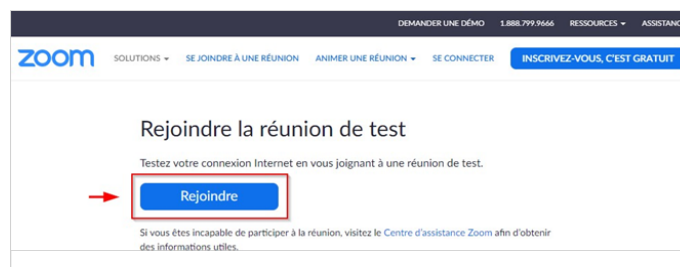 DEMANDER UNE DÉMO 1.888.799.9666 RESSOURCES ASSISTANC
zoom SOLUTIONS SE JOINDRE À UNE RÉUNION ANIMER UNE RÉUNION SE CONNECTER INSCRIVEZ-VOUS, C'EST GRATUIT
Rejoindre la réunion de test
Testez votre connexion Internet en vous joignant à une réunion de test.
Rejoindre
Si vous êtes incapable de participer à la réunion, visitez le Centre d'assistance Zoom afin d'obtenir
des informations utiles.